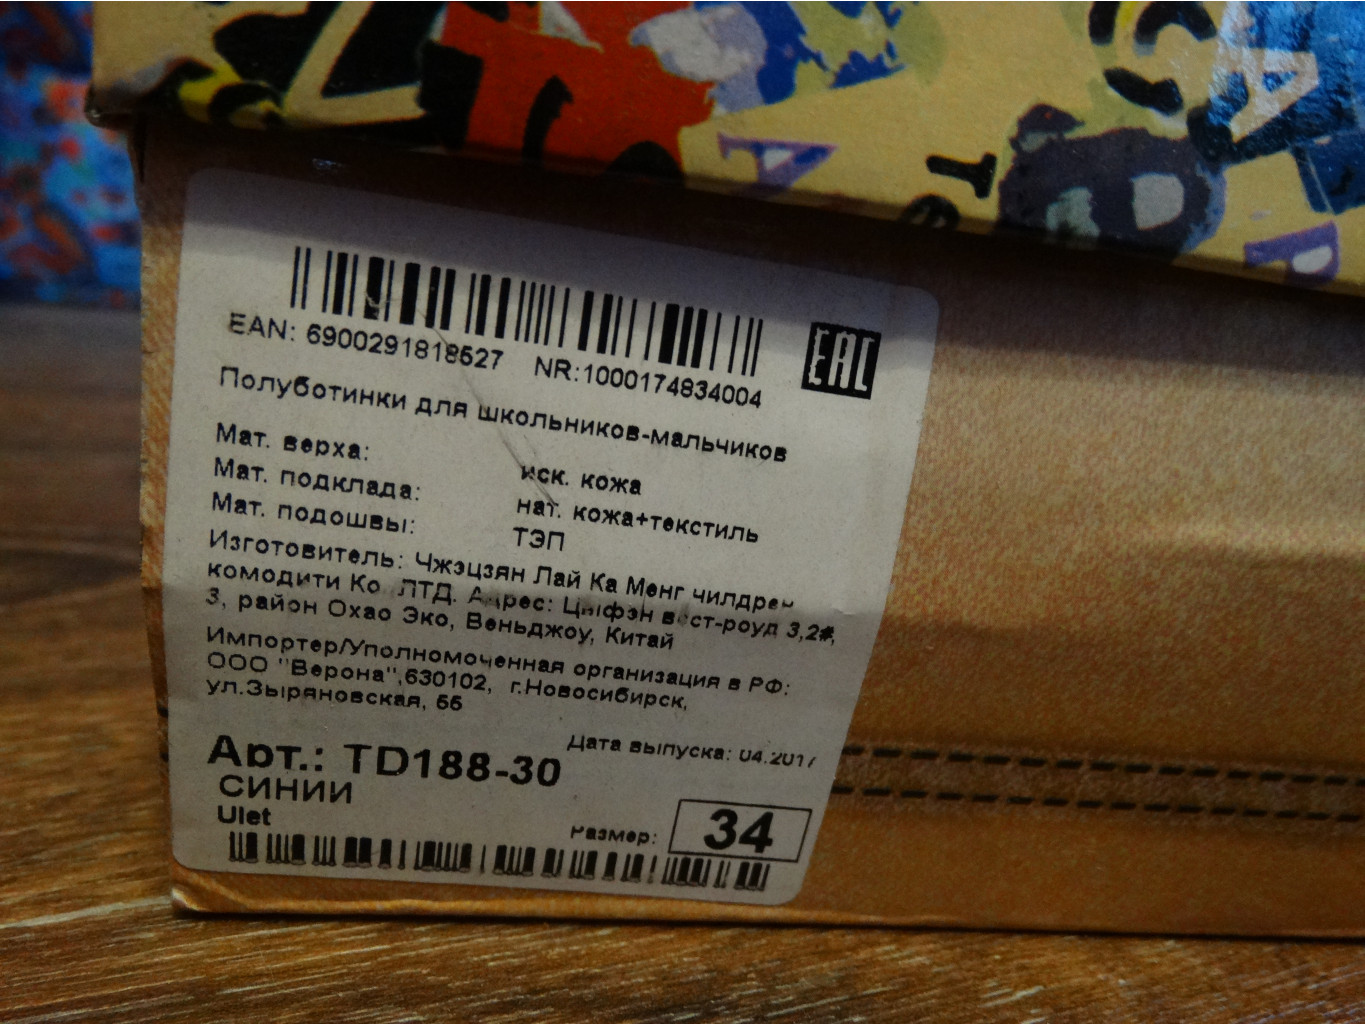 EAN: 6900291818527 NR:1000174834004
EAC
Полуботинки для школьников-мальчиков
Мат. верха: иск. кожа
Мат. подклада: нат. кожа+текстиль
Мат. подошвы: ТЭП
Изготовитель: Чжэцзян Лай Ка Менг чилдрен
комодити Ко ЛТД. Адрес: Цыфэн вест-роуд 3,2#,
3, район Охао Эко, Веньджоу, Китай
Импортер/Уполномоченная организация в РФ:
ООО "Верона",630102, г.Новосибирск,
ул.Зыряновская, 55
Дата выпуска: 04.2017
Арт.: TD188-30
СИНИЙ
Ulet
Размер: 34